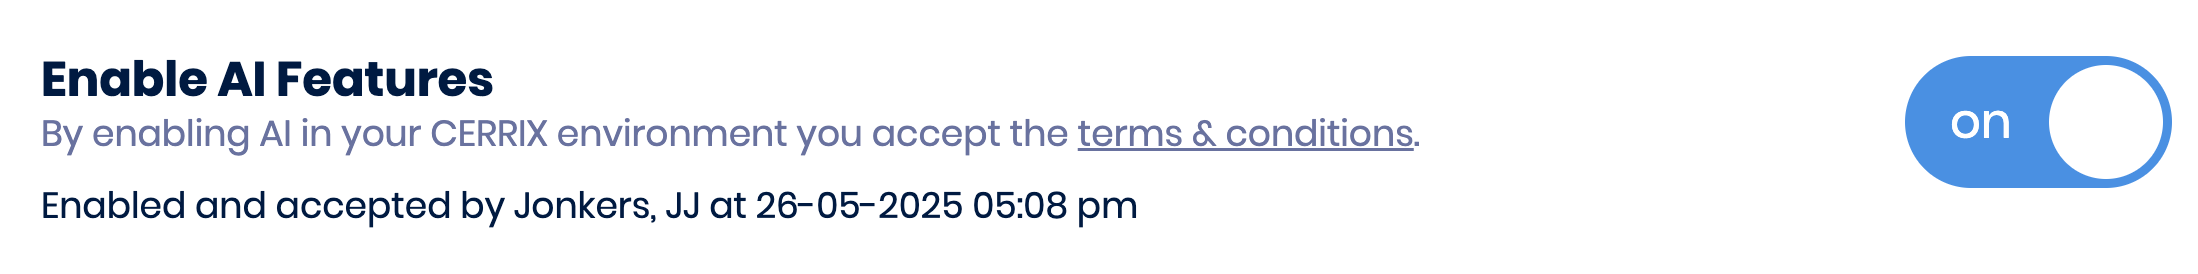 Enable AI Features
on
By enabling AI in your CERRIX environment you accept the terms & conditions.
Enabled and accepted by Jonkers, JJ at 26-05-2025 05:08 pm